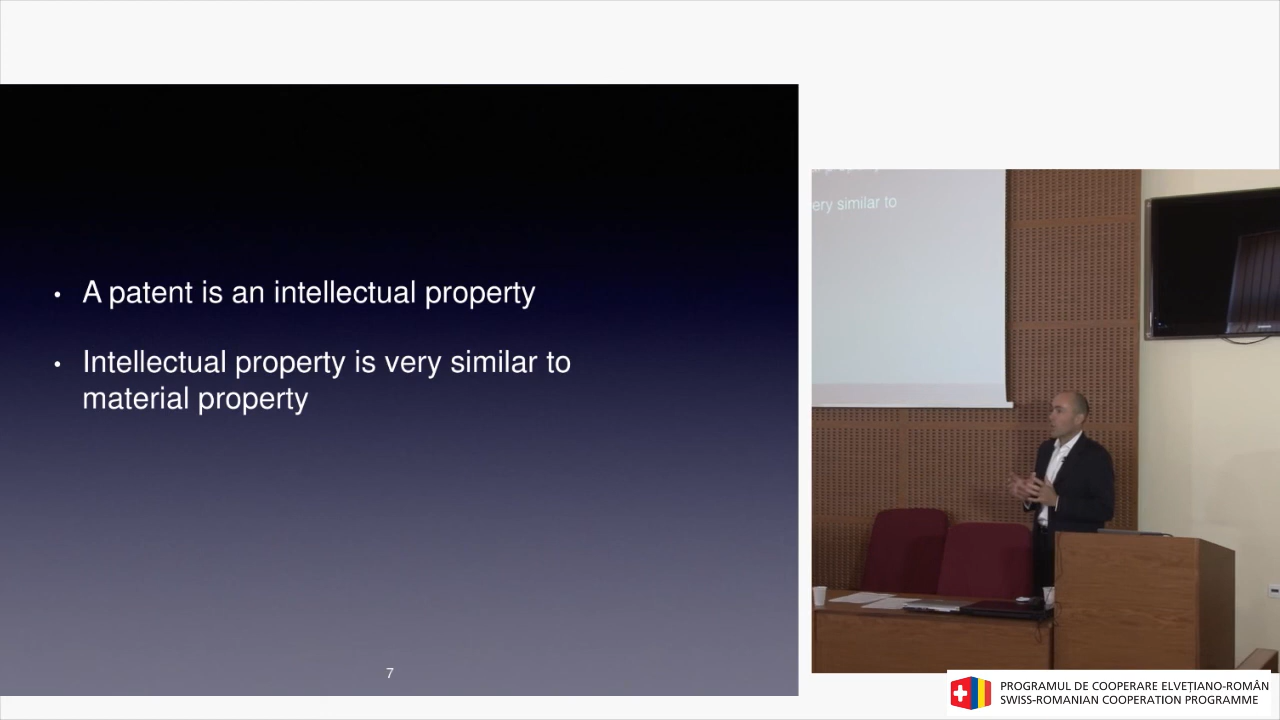 • A patent is an intellectual property
• Intellectual property is very similar to
material property
7
ery similar to
PROGRAMUL DE COOPERARE ELVEȚIANO-ROMÂN
SWISS-ROMANIAN COOPERATION PROGRAMME